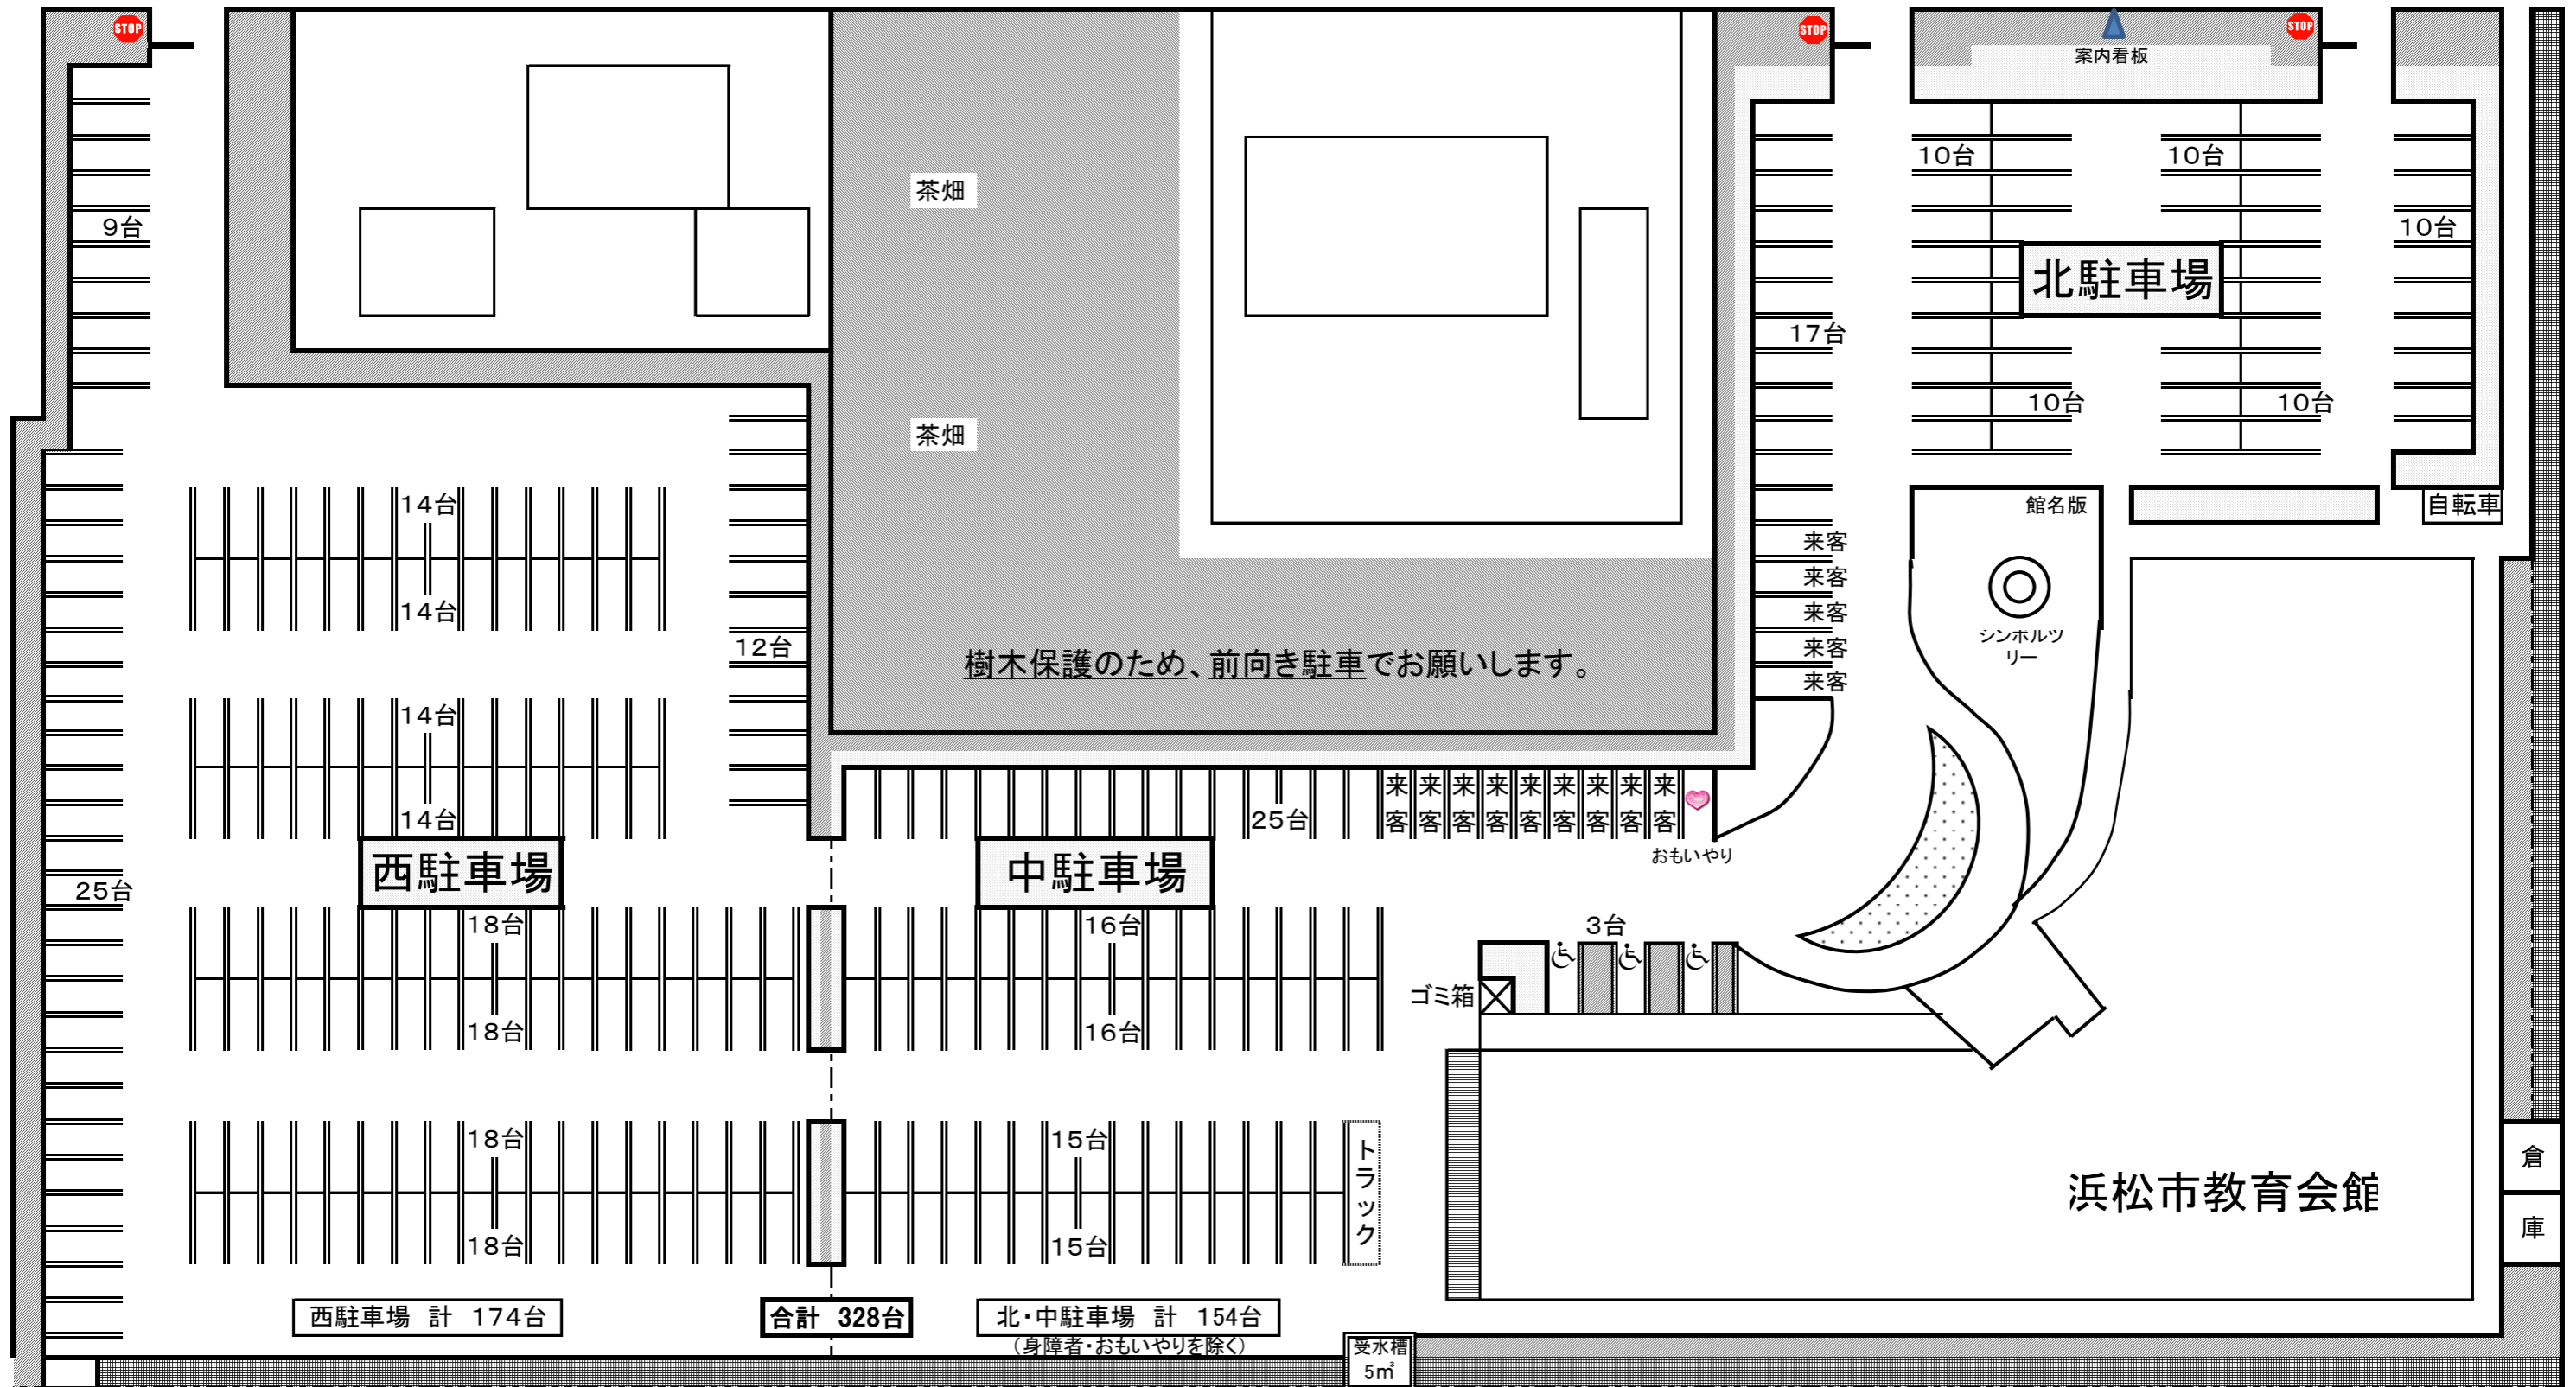 STOP
STOP
STOP
案内看板
茶畑
10台
10台
9台
10台
北駐車場
17台
10台
10台
茶畑
14台
館名版
自転車
来客
来客
14台
来客
12台
来客
シンボルツ
リー
樹木保護のため、前向き駐車でお願いします。
来客
14台
来客
来客
来客
来客
来客
来客
来客
来客
来客
14台
25台
おもいやり
西駐車場
中駐車場
25台
18台
16台
3台
ゴミ箱
18台
16台
18台
15台
トラック
倉庫
浜松市教育会館
18台
15台
西駐車場 計 174台
合計 328台
北・中駐車場 計 154台
（身障者・おもいやりを除く）
受水槽
5㎥